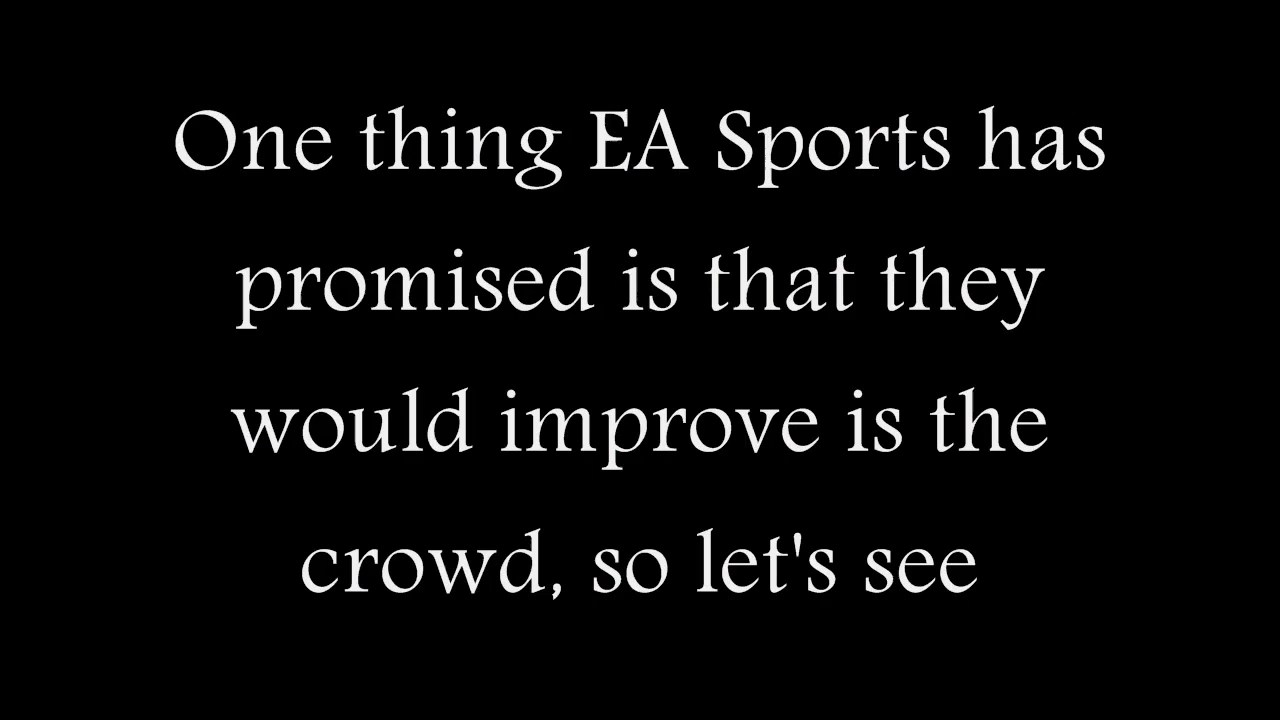 One thing EA Sports has
promised is that they
would improve is the
crowd, so let's see